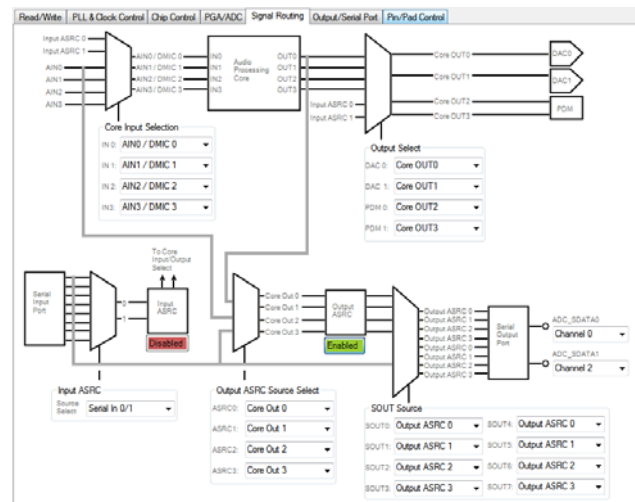 Read/Write PLL & Clock Control Chip Control PGA/ADC Signal Routing Output/Serial Port Pin/Pad Control
Input ASRC 0
Input ASRC 1
AIN0
AIN1
AIN2
AIN3
AIN0 / DMIC 0
AIN1 / DMIC 1
AIN2 / DMIC 2
AIN3 / DMIC 3
IN0
IN1
IN2
IN3
Audio
Processing
Core
OUT0
OUT1
OUT2
OUT3
Input ASRC 0
Input ASRC 1
Core OUT0
Core OUT1
Core OUT2
Core OUT3
DAC0
DAC1
PDM
Core Input Selection
IN 0: AIN0 / DMIC 0
IN 1: AIN1 / DMIC 1
IN 2: AIN2 / DMIC 2
IN3: AIN3 / DMIC 3
Output Select
DAC 0: Core OUT0
DAC 1: Core OUT1
PDM 0: Core OUT2
PDM 1: Core OUT3
To Core
Input/Output
Select
Serial
Input
Port
0
1
Input
ASRC
Disabled
Core Out 0
Core Out 1
Core Out 2
Core Out 3
Output
ASRC
Enabled
Output ASRC 0
Output ASRC 1
Output ASRC 2
Output ASRC 3
Output ASRC 0
Output ASRC 1
Output ASRC 2
Output ASRC 3
Serial
Output
Port
ADC_SDATA0
Channel 0
ADC_SDATA1
Channel 2
Input ASRC
Source
Select
Serial In 0/1
Output ASRC Source Select
ASRC0: Core Out 0
ASRC1: Core Out 1
ASRC2: Core Out 2
ASRC3: Core Out 3
SOUT Source
SOUT0: Output ASRC 0 SOUT4: Output ASRC 0
SOUT1: Output ASRC 1 SOUT5: Output ASRC 1
SOUT2: Output ASRC 2 SOUT6: Output ASRC 2
SOUT3: Output ASRC 3 SOUT7: Output ASRC 3